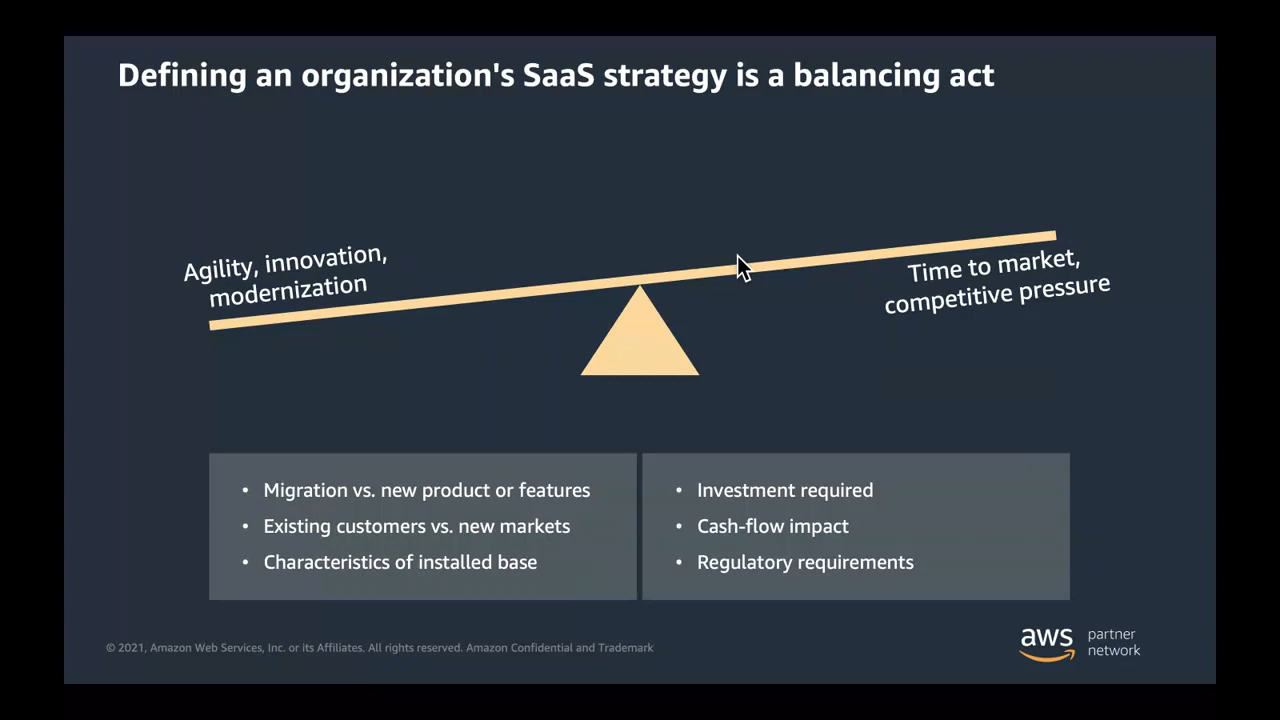 Defining an organization's SaaS strategy is a balancing act
Agility, innovation,
modernization
Time to market,
competitive pressure
• Migration vs. new product or features
• Existing customers vs. new markets
• Characteristics of installed base
• Investment required
• Cash-flow impact
• Regulatory requirements
© 2021, Amazon Web Services, Inc. or its Affiliates. All rights reserved. Amazon Confidential and Trademark
aws
partner
network